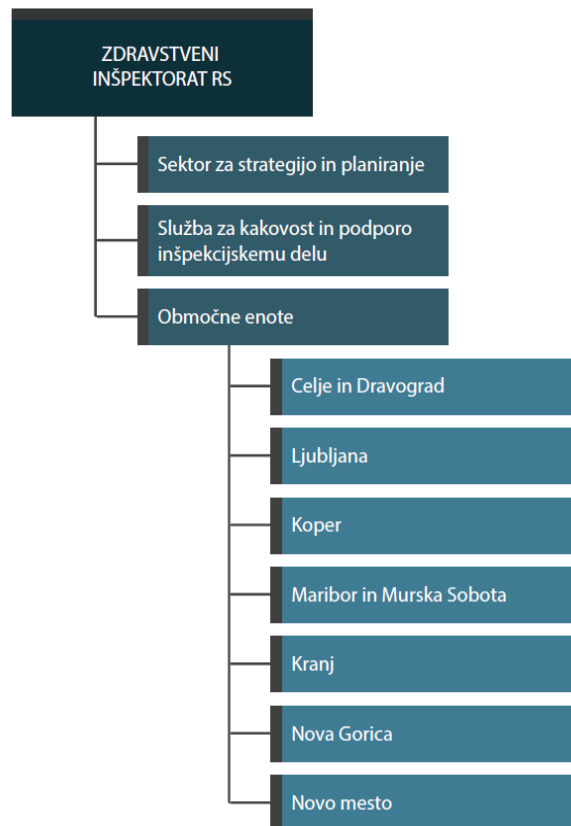 ZDRAVSTVENI
INŠPEKTORAT RS
Sektor za strategijo in planiranje
Služba za kakovost in podporo
inšpekcijskemu delu
Območne enote
Celje in Dravograd
Ljubljana
Koper
Maribor in Murska Sobota
Kranj
Nova Gorica
Novo mesto